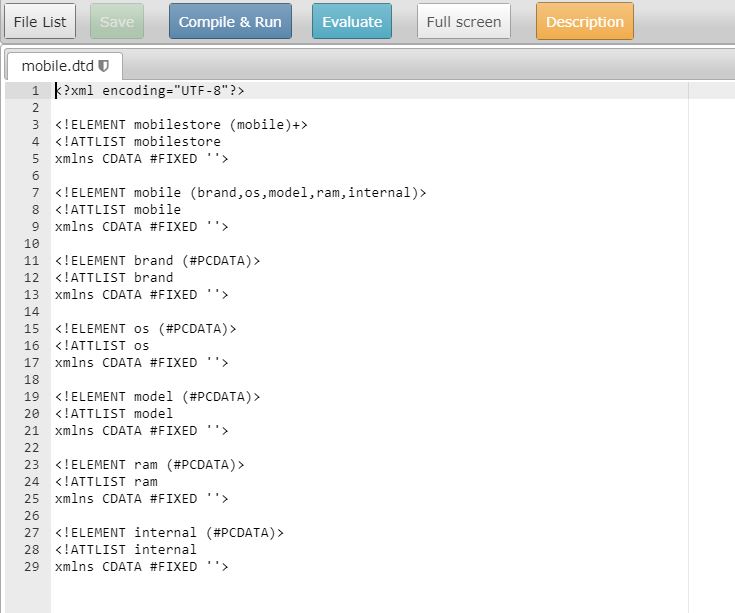 File List Save Compile & Run Evaluate Full screen Description
mobile.dtd
1 <?xml encoding="UTF-8"?>
2
3 <!ELEMENT mobilestore (mobile)+>
4 <!ATTLIST mobilestore
5 xmlns CDATA #FIXED ''>
6
7 <!ELEMENT mobile (brand,os,model,ram,internal)>
8 <!ATTLIST mobile
9 xmlns CDATA #FIXED ''>
10
11 <!ELEMENT brand (#PCDATA)>
12 <!ATTLIST brand
13 xmlns CDATA #FIXED ''>
14
15 <!ELEMENT os (#PCDATA)>
16 <!ATTLIST os
17 xmlns CDATA #FIXED ''>
18
19 <!ELEMENT model (#PCDATA)>
20 <!ATTLIST model
21 xmlns CDATA #FIXED ''>
22
23 <!ELEMENT ram (#PCDATA)>
24 <!ATTLIST ram
25 xmlns CDATA #FIXED ''>
26
27 <!ELEMENT internal (#PCDATA)>
28 <!ATTLIST internal
29 xmlns CDATA #FIXED ''>